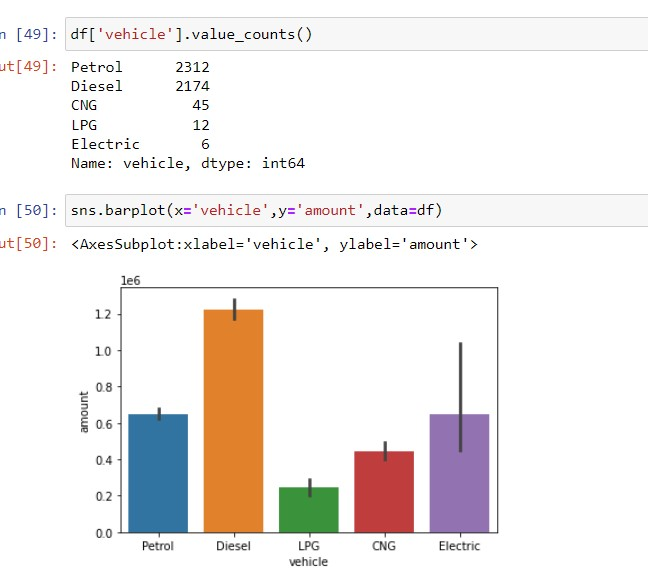 n [49]: df['vehicle'].value_counts()
ut[49]: Petrol 2312
Diesel 2174
CNG 45
LPG 12
Electric 6
Name: vehicle, dtype: int64
n [50]: sns.barplot(x='vehicle',y='amount',data=df)
ut[50]: <AxesSubplot:xlabel='vehicle', ylabel='amount'>
1e6
1.2
1.0
0.8
0.6
0.4
0.2
0.0
amount
Petrol Diesel LPG CNG Electric
vehicle